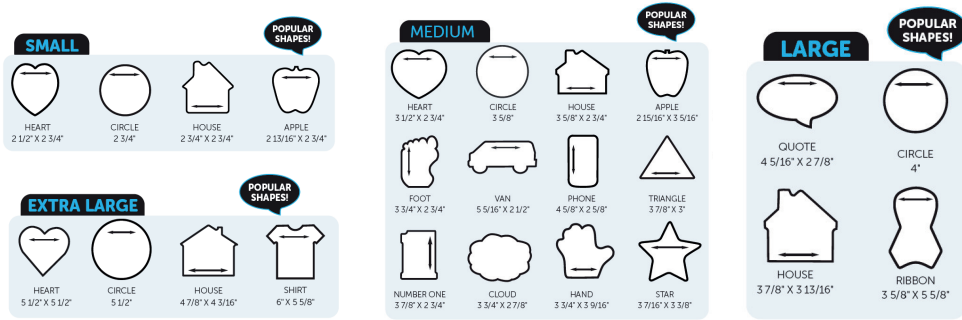 SMALL
POPULAR
SHAPES!
HEART
2 1/2" X 2 3/4"
CIRCLE
2 3/4"
HOUSE
2 3/4" X 2 3/4"
APPLE
2 13/16" X 2 3/4"
EXTRA LARGE
POPULAR
SHAPES!
HEART
5 1/2" X 5 1/2"
CIRCLE
5 1/2"
HOUSE
4 7/8" X 4 3/16"
SHIRT
6" X 5 5/8"
MEDIUM
POPULAR
SHAPES!
HEART
3 1/2" X 2 3/4"
CIRCLE
3 5/8"
HOUSE
3 5/8" X 2 3/4"
APPLE
2 15/16" X 3 5/16"
FOOT
3 3/4" X 2 3/4"
VAN
5 5/16" X 2 1/2"
PHONE
4 5/8" X 2 5/8"
TRIANGLE
3 7/8" X 3"
NUMBER ONE
3 7/8" X 2 3/4"
CLOUD
3 3/4" X 2 7/8"
HAND
3 3/4" X 3 9/16"
STAR
3 7/16" X 3 3/8"
LARGE
POPULAR
SHAPES!
QUOTE
4 5/16" X 2 7/8"
CIRCLE
4"
HOUSE
3 7/8" X 3 13/16"
RIBBON
3 5/8" X 5 5/8"